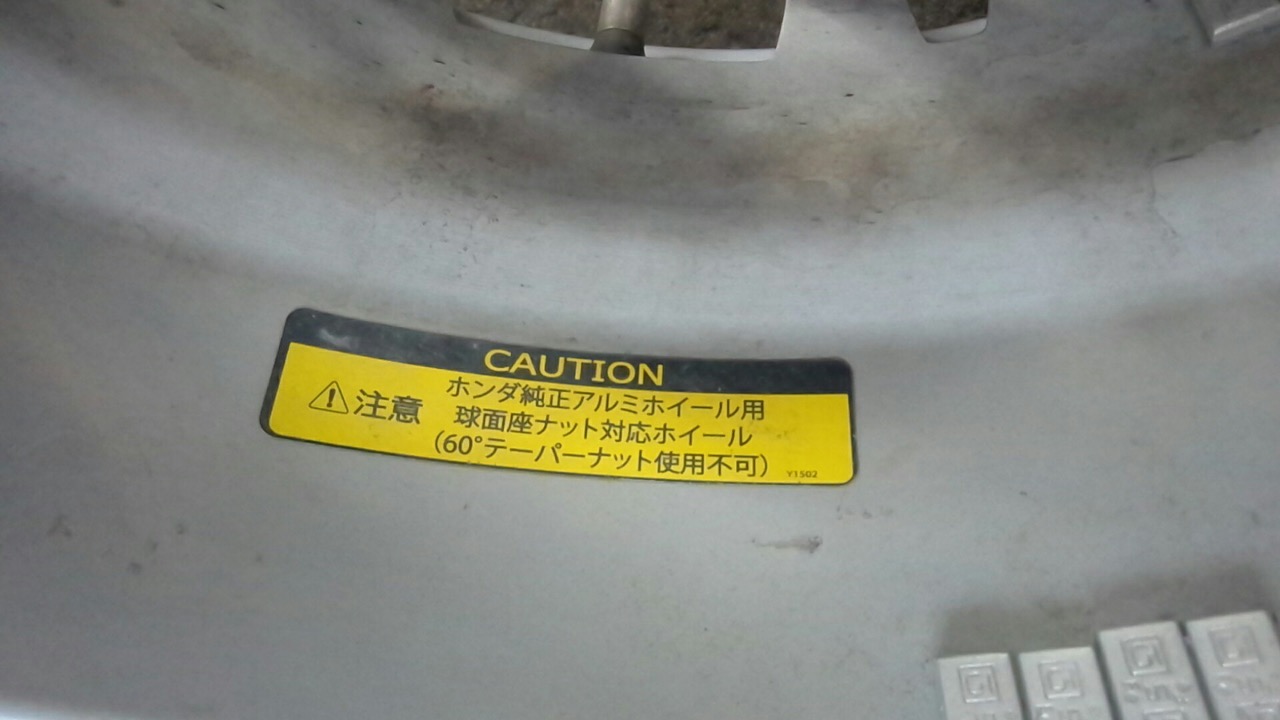 CAUTION
注意
ホンダ純正アルミホイール用
球面座ナット対応ホイール
(60°テーパーナット使用不可)
Y1502
5g